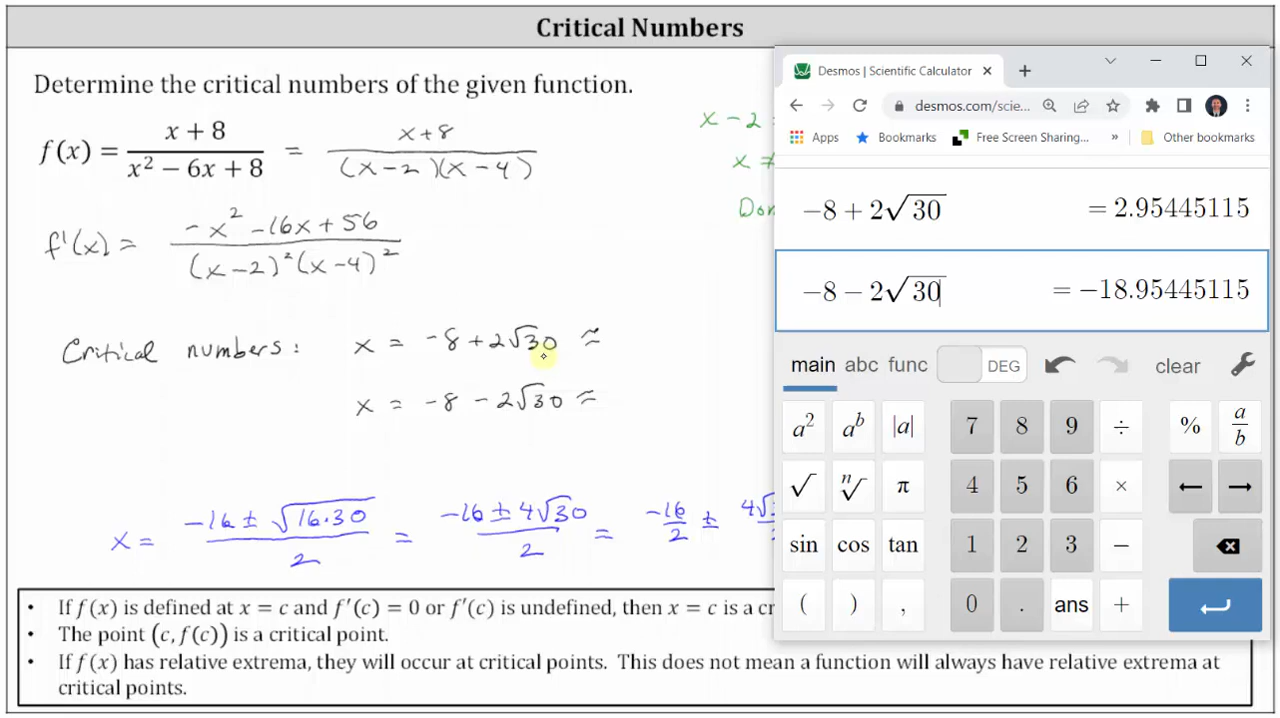 Critical Numbers
Determine the critical numbers of the given function.
f(x) = \frac{x + 8}{x² − 6x + 8} = \frac{x+8}{(x−2)(x−4)}
f'(x) = \frac{-x² -16x + 56}{(x−2)²(x−4)²}
Critical numbers: x = -8 + 2√30 ≈
x = -8 - 2√30 ≈
x = \frac{-16 ± √16·30}{2} = \frac{-16 ± 4√30}{2} = \frac{-16}{2} ±
x − 2
x ≠
• If f(x) is defined at x = c and f′(c) = 0 or f′(c) is undefined, then x = c is a
• The point (c, f(c)) is a critical point.
• If f(x) has relative extrema, they will occur at critical points. This does not mean a function will always have relative extrema at
critical points.
Desmos | Scientific Calculator × +
desmos.com/scie...
Apps Bookmarks Free Screen Sharing... » Other bookmarks
−8 + 2√30 = 2.95445115
−8 − 2√30 = −18.95445115
main abc func DEG clear
a² a^b |a| 7 8 9 ÷ % a/b
√ ⁿ√ π 4 5 6 × ← →
sin cos tan 1 2 3 −
( ) , 0 . ans +